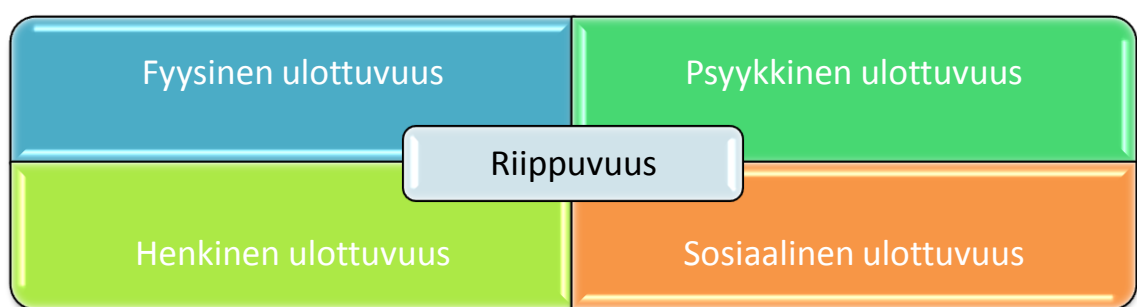 Fyysinen ulottuvuus
Psyykkinen ulottuvuus
Riippuvuus
Henkinen ulottuvuus
Sosiaalinen ulottuvuus